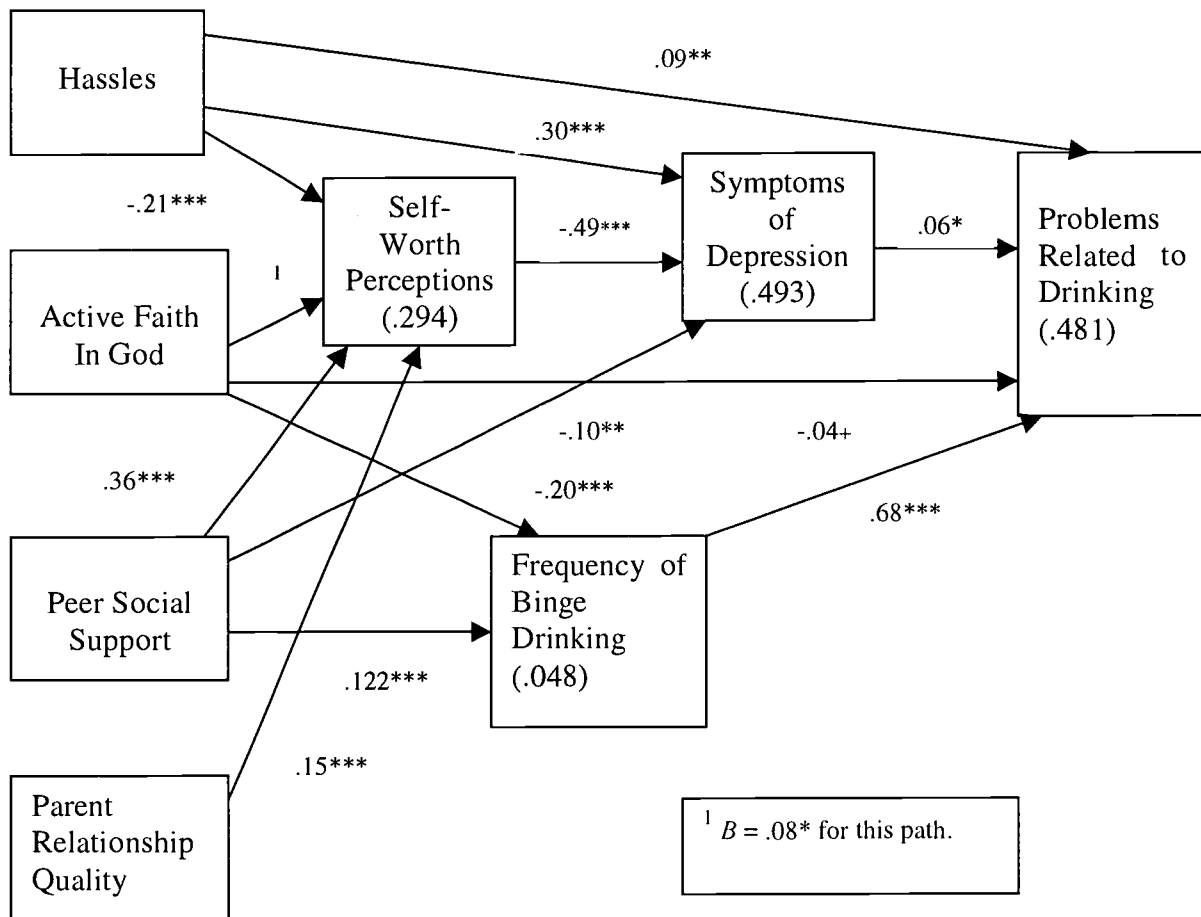 Hassles
.09**
.30***
-.21***
Self-
Worth
Perceptions
(.294)
-.49***
Symptoms
of
Depression
(.493)
.06*
Problems
Related to
Drinking
(.481)
1
Active Faith
In God
-.10**
-.04+
.36***
-.20***
.68***
Peer Social
Support
Frequency of
Binge
Drinking
(.048)
.122***
.15***
Parent
Relationship
Quality
1 B = .08* for this path.